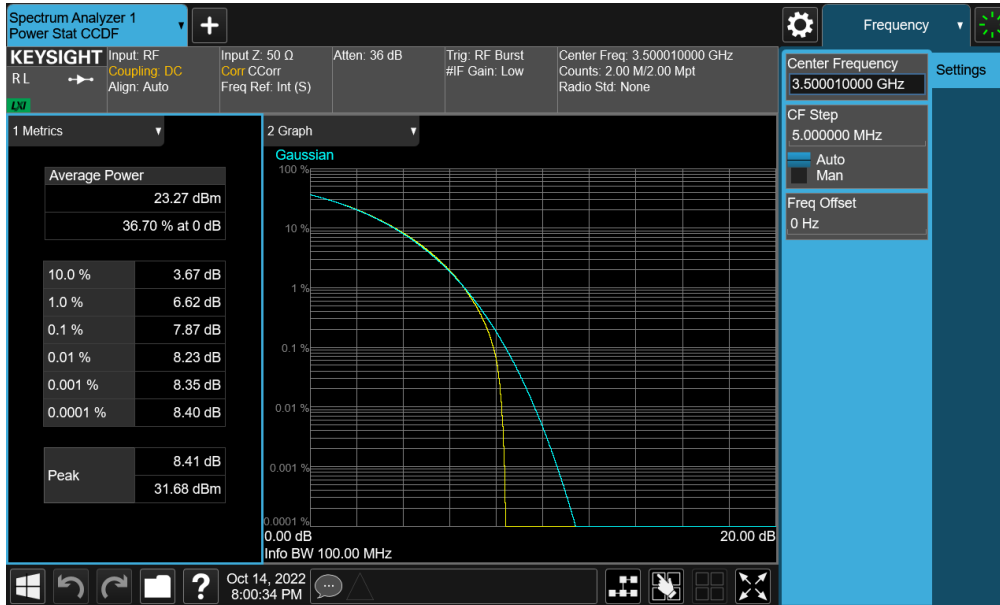 Spectrum Analyzer 1
Power Stat CCDF
+
Frequency
KEYSIGHT
RL
LXI
Input: RF
Coupling: DC
Align: Auto
Input Z: 50 Ω
Corr CCorr
Freq Ref: Int (S)
Atten: 36 dB
Trig: RF Burst
#IF Gain: Low
Center Freq: 3.500010000 GHz
Counts: 2.00 M/2.00 Mpt
Radio Std: None
Center Frequency
3.500010000 GHz
Settings
CF Step
5.000000 MHz
Auto
Man
Freq Offset
0 Hz
1 Metrics
Average Power
23.27 dBm
36.70 % at 0 dB
10.0 % 3.67 dB
1.0 % 6.62 dB
0.1 % 7.87 dB
0.01 % 8.23 dB
0.001 % 8.35 dB
0.0001 % 8.40 dB
Peak
8.41 dB
31.68 dBm
2 Graph
Gaussian
100 %
10 %
1 %
0.1 %
0.01 %
0.001 %
0.0001 %
0.00 dB 20.00 dB
Info BW 100.00 MHz
?
Oct 14, 2022
8:00:34 PM